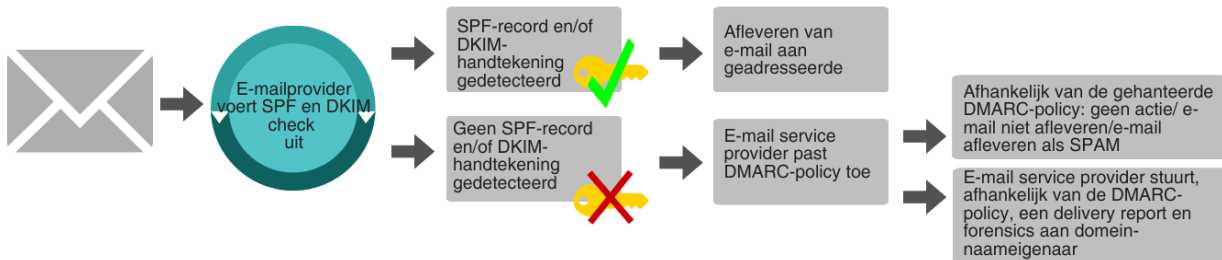 E-mailprovider
voert SPF en DKIM
check
uit
SPF-record en/of
DKIM-
handtekening
gedetecteerd
Afleveren van
e-mail aan
geadresseerde
Geen SPF-record
en/of DKIM-
handtekening
gedetecteerd
E-mail service
provider past
DMARC-policy toe
Afhankelijk van de gehanteerde
DMARC-policy: geen actie/ e-
mail niet afleveren/e-mail
afleveren als SPAM
E-mail service provider stuurt,
afhankelijk van de DMARC-
policy, een delivery report en
forensics aan domein-
naameigenaar